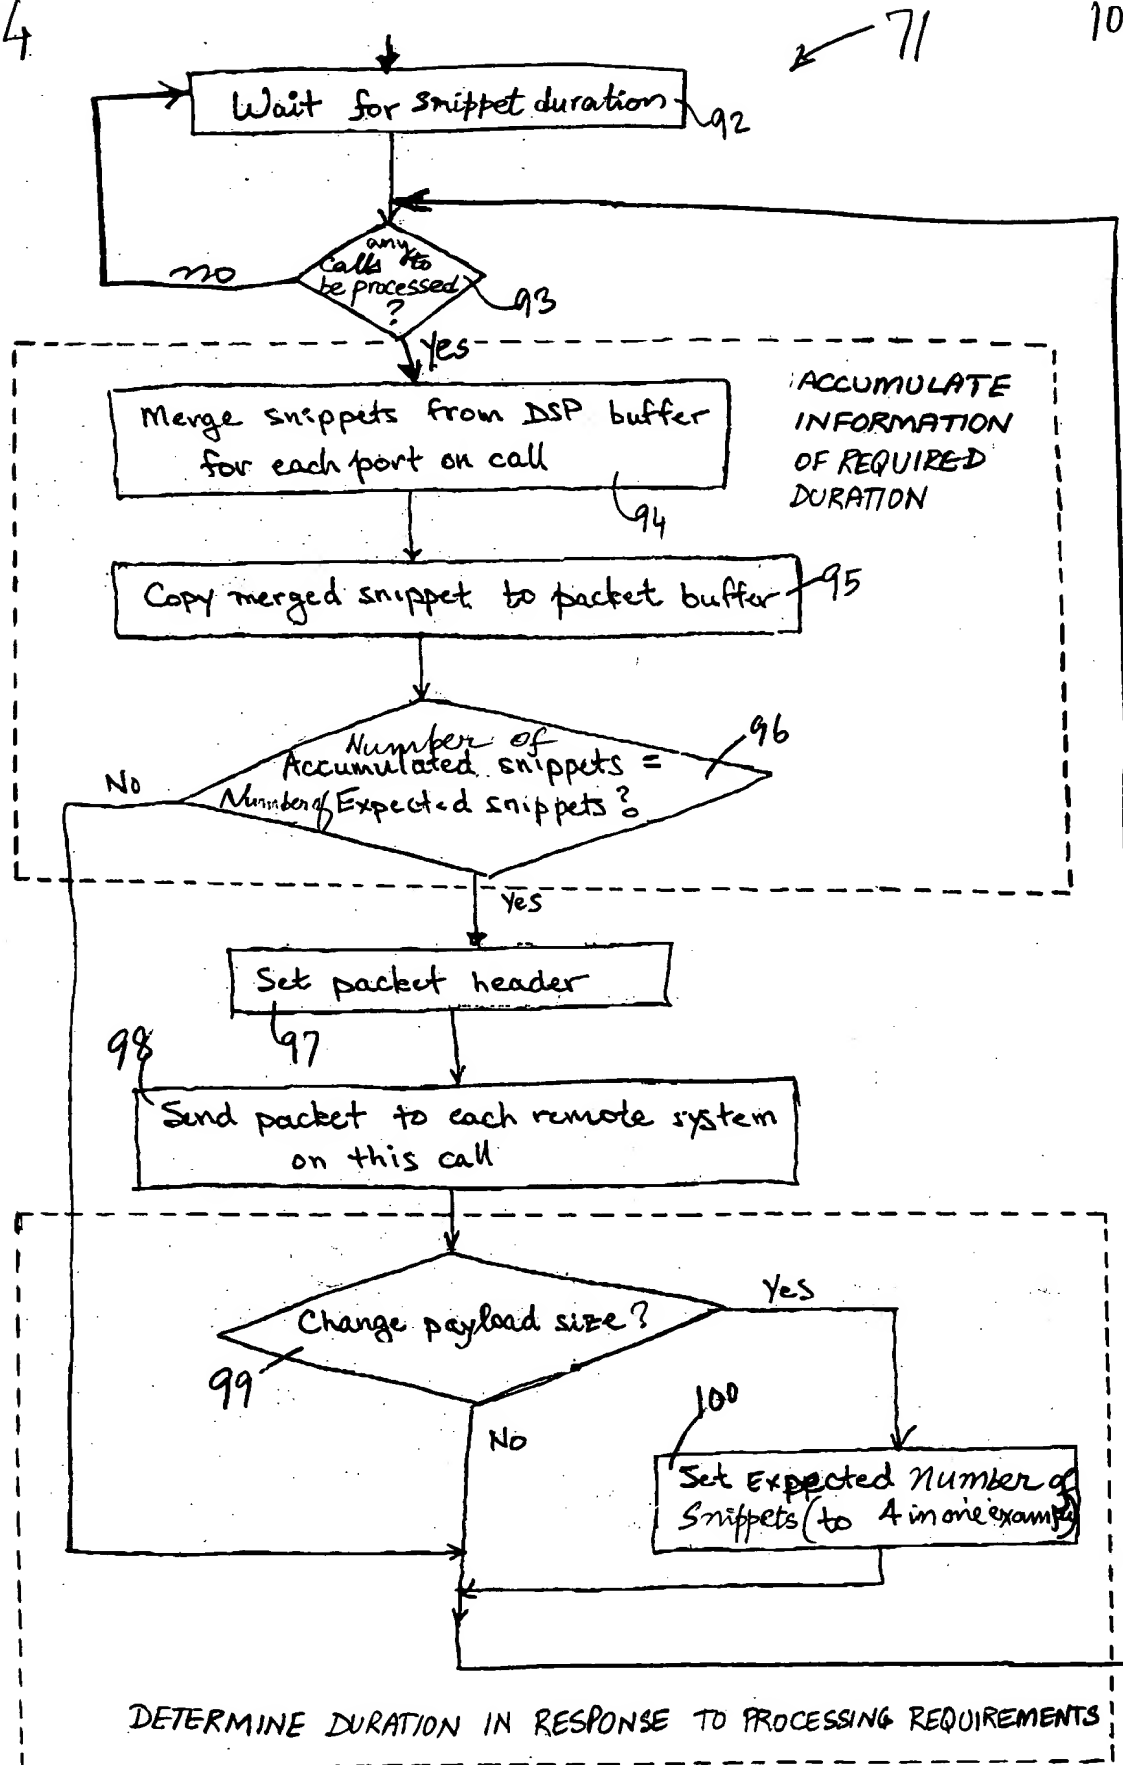 4
71
10
Wait for snippet duration
92
any
calls to
be processed
?
no
93
Yes
ACCUMULATE
INFORMATION
OF REQUIRED
DURATION
Merge snippets from DSP buffer
for each port on call
94
Copy merged snippet to packet buffer
95
Number of
Accumulated snippets =
Number of Expected snippets?
96
No
Yes
Set packet header
97
98
Send packet to each remote system
on this call
Change payload size?
Yes
99
No
100
Set Expected Number of
Snippets (to 4 in one example)
DETERMINE DURATION IN RESPONSE TO PROCESSING REQUIREMENTS